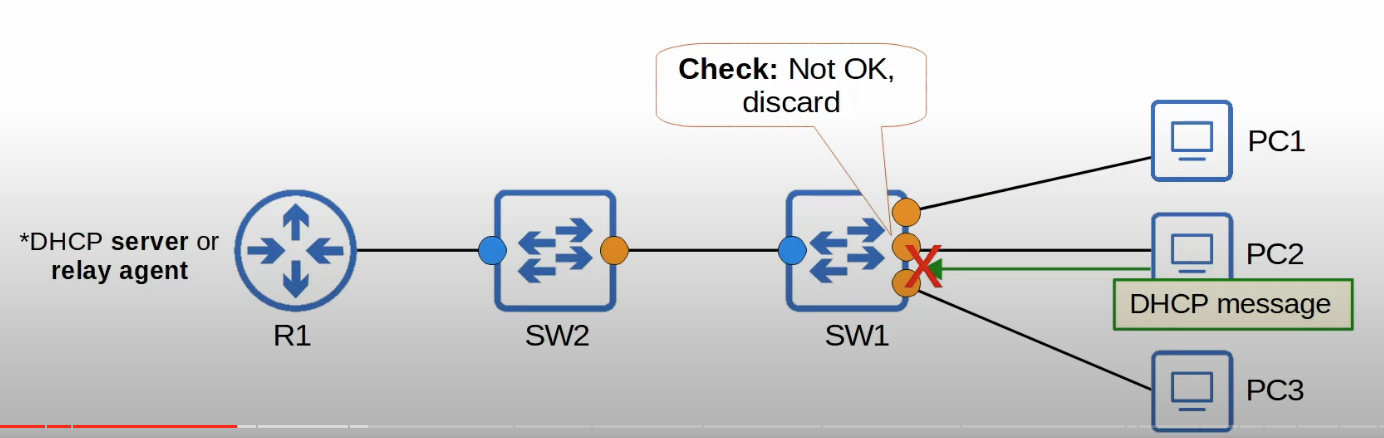 Check: Not OK,
discard
PC1
*DHCP server or
relay agent
PC2
DHCP message
R1
SW2
SW1
PC3